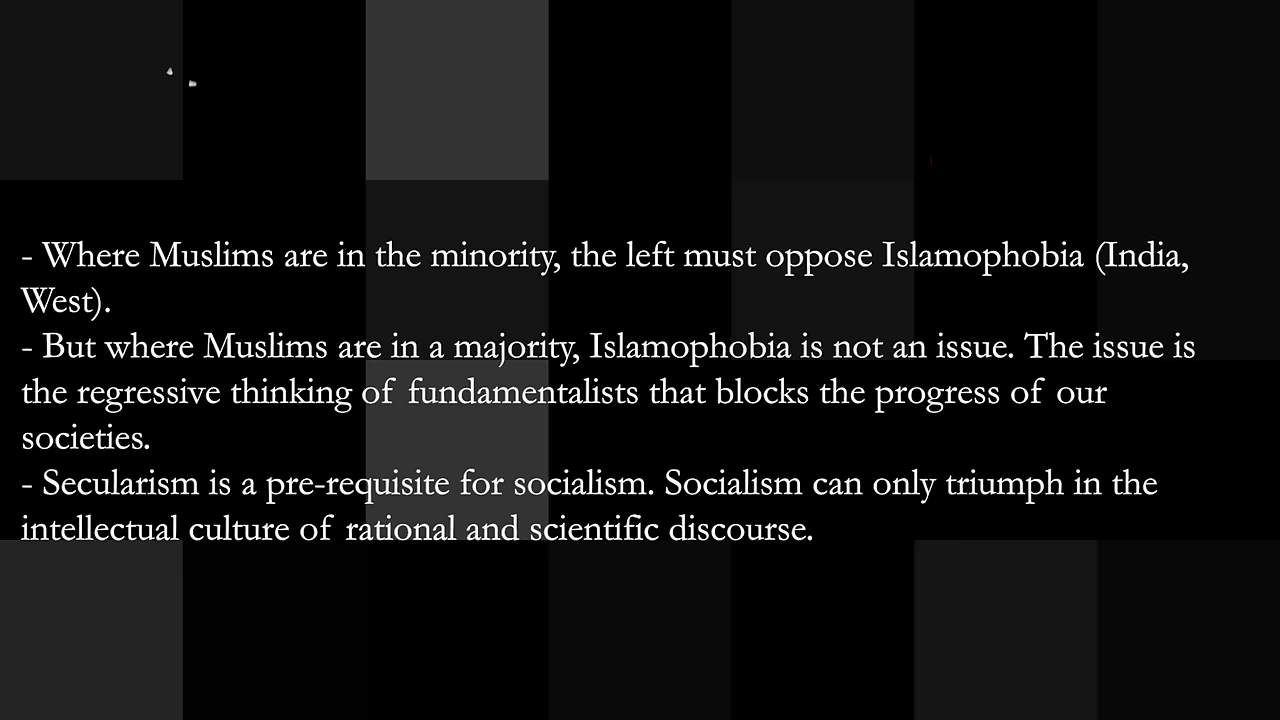 - Where Muslims are in the minority, the left must oppose Islamophobia (India,
West).
- But where Muslims are in a majority, Islamophobia is not an issue. The issue is
the regressive thinking of fundamentalists that blocks the progress of our
societies.
- Secularism is a pre-requisite for socialism. Socialism can only triumph in the
intellectual culture of rational and scientific discourse.